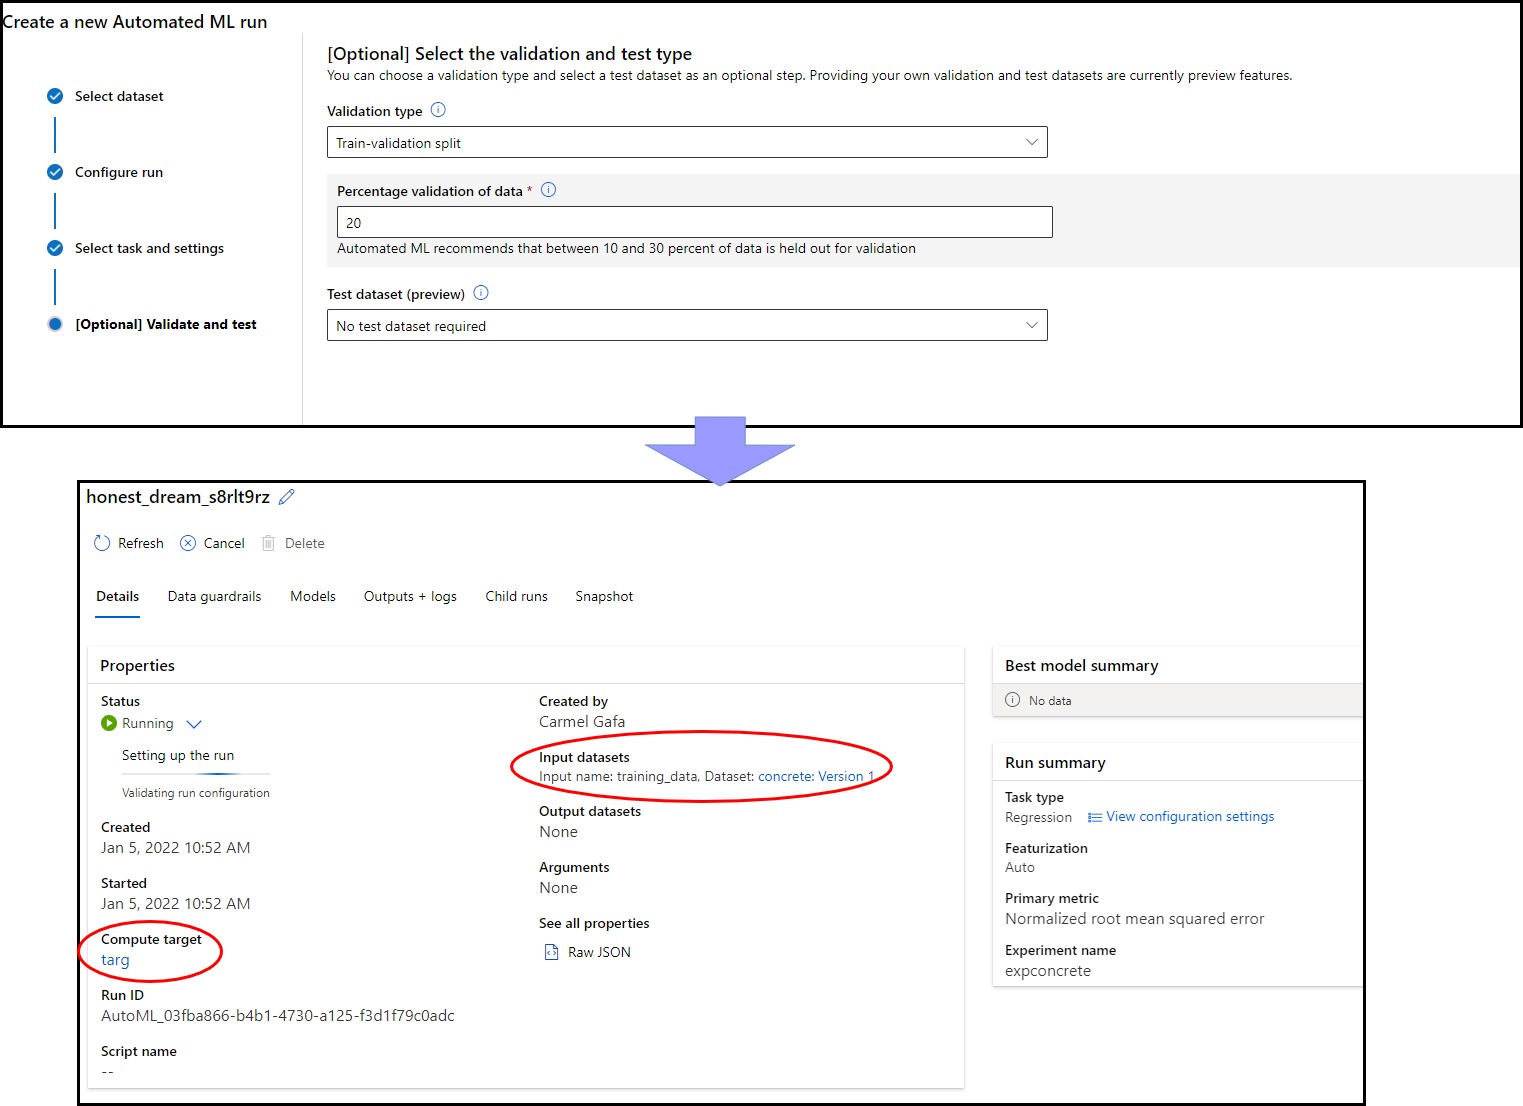 Create a new Automated ML run
Select dataset
Configure run
Select task and settings
[Optional] Validate and test
[Optional] Select the validation and test type
You can choose a validation type and select a test dataset as an optional step. Providing your own validation and test datasets are currently preview features.
Validation type
Train-validation split
Percentage validation of data *
20
Automated ML recommends that between 10 and 30 percent of data is held out for validation
Test dataset (preview)
No test dataset required
honest_dream_s8rlt9rz
Refresh Cancel Delete
Details Data guardrails Models Outputs + logs Child runs Snapshot
Properties
Status
Running
Setting up the run
Validating run configuration
Created
Jan 5, 2022 10:52 AM
Started
Jan 5, 2022 10:52 AM
Compute target
targ
Run ID
AutoML_03fba866-b4b1-4730-a125-f3d1f79c0adc
Script name
--
Created by
Carmel Gafa
Input datasets
Input name: training_data, Dataset: concrete: Version 1
Output datasets
None
Arguments
None
See all properties
Raw JSON
Best model summary
No data
Run summary
Task type
Regression View configuration settings
Featurization
Auto
Primary metric
Normalized root mean squared error
Experiment name
expconcrete